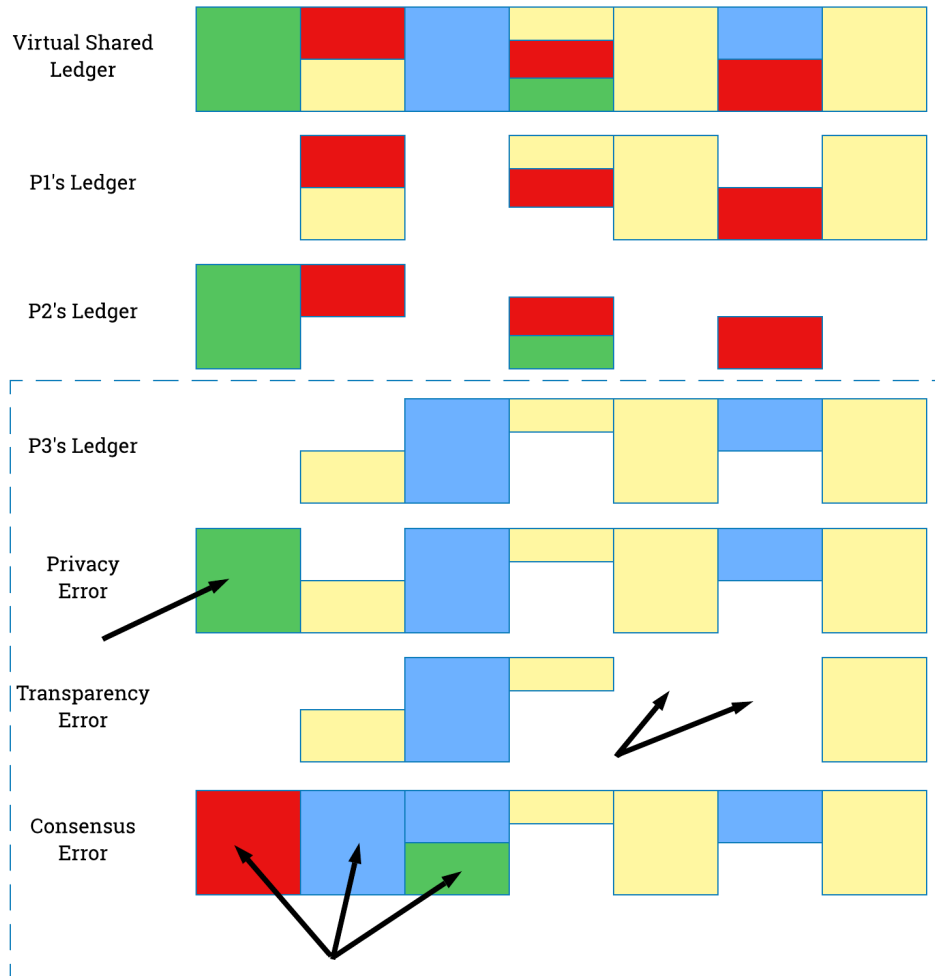 Virtual Shared
Ledger
P1's Ledger
P2's Ledger
P3's Ledger
Privacy
Error
Transparency
Error
Consensus
Error